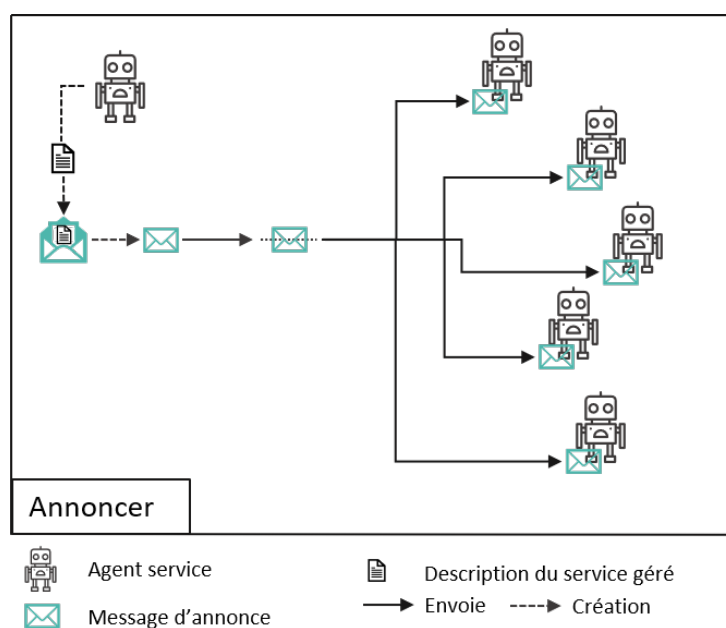 Annoncer
Agent service
Description du service géré
Message d'annonce
Envoie
Création